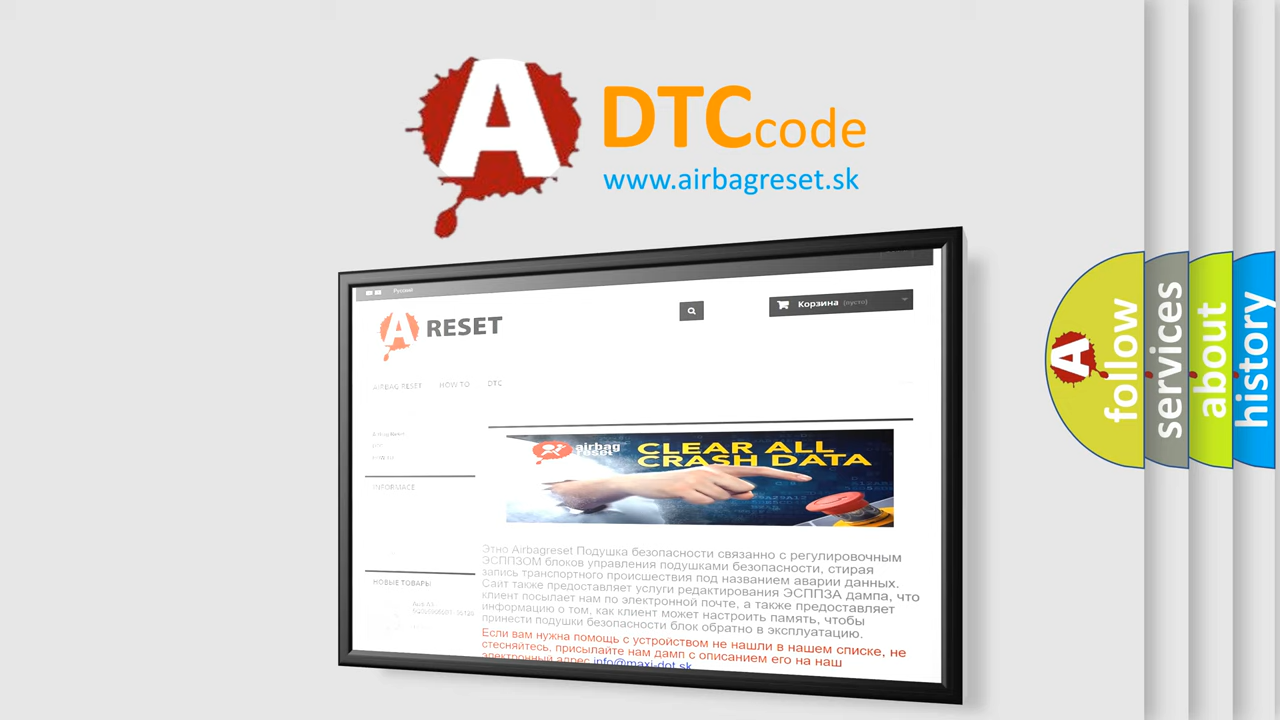 A DTC code
www.airbagreset.sk
Русский
A RESET
Корзина (пусто)
AIRBAG RESET HOW TO DTC
INFORMACE
НОВЫЕ ТОВАРЫ
airbag
reset
CLEAR ALL
CRASH DATA
Этно Airbagreset Подушка безопасности связанно с регулировочным
ЭСППЗОМ блоков управления подушками безопасности, стирая
запись транспортного происшествия под названием аварии данных.
Сайт также предоставляет услуги редактирования ЭСППЗА дампа, что
клиент посылает нам по электронной почте, а также предоставляет
информацию о том, как клиент может настроить память, чтобы
принести подушки безопасности блок обратно в эксплуатацию.
Если вам нужна помощь с устройством не нашли в нашем списке, не
стесняйтесь, присылайте нам дамп с описанием его на наш
электронный адрес info@maxi-dot.sk
A follow
services
about
history